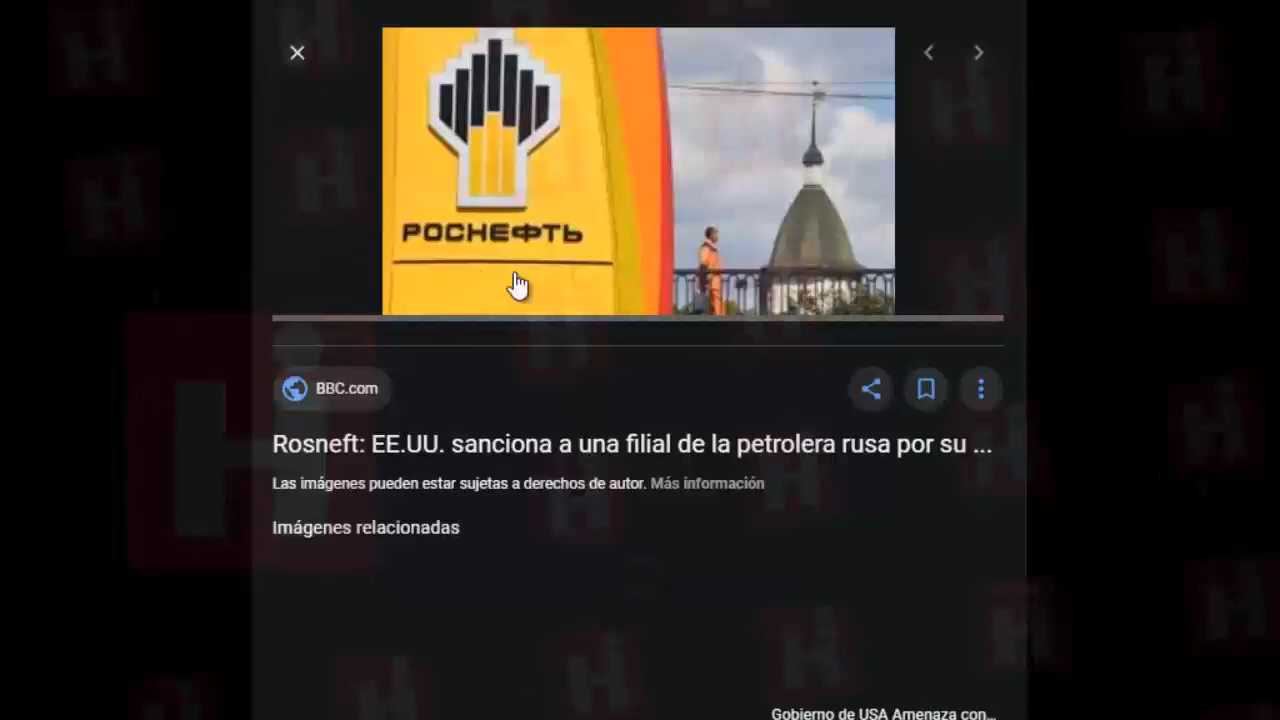 РОСНЕФТЬ
BBC.com
Rosneft: EE.UU. sanciona a una filial de la petrolera rusa por su ...
Las imágenes pueden estar sujetas a derechos de autor. Más información
Imágenes relacionadas
Gobierno de USA Amenaza con...